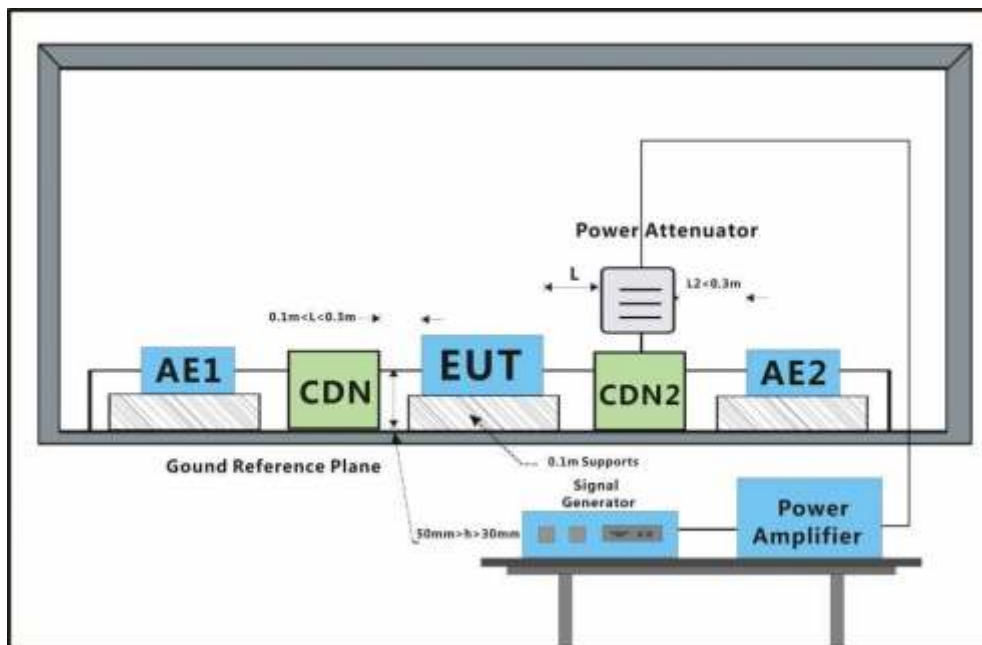 Power Attenuator
L
L2<0.3m
0.1m<L<0.3m
AE1
CDN
EUT
CDN2
AE2
Gound Reference Plane
0.1m Supports
Signal
Generator
50mm>h>30mm
Power
Amplifier